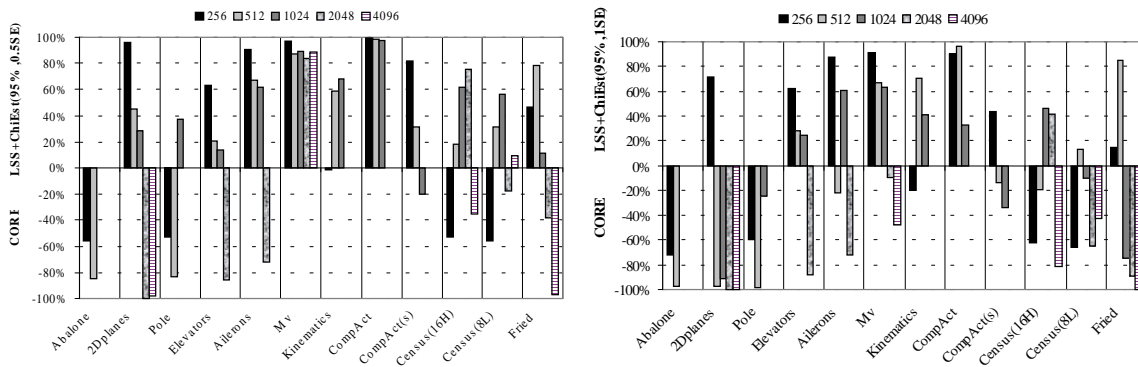 256 512 1024 2048 4096
LSS+ChiEst(95%,0.5SE)
CORE
100%
80%
60%
40%
20%
0%
-20%
-40%
-60%
-80%
-100%
Abalone
2Dplanes
Pole
Elevators
Ailerons
Mv
Kinematics
CompAct
CompAct(s)
Census(16H)
Census(8L)
Fried
256 512 1024 2048 4096
LSS+ChiEst(95%,1SE)
CORE
100%
80%
60%
40%
20%
0%
-20%
-40%
-60%
-80%
-100%
Abalone
2Dplanes
Pole
Elevators
Ailerons
Mv
Kinematics
CompAct
CompAct(s)
Census(16H)
Census(8L)
Fried